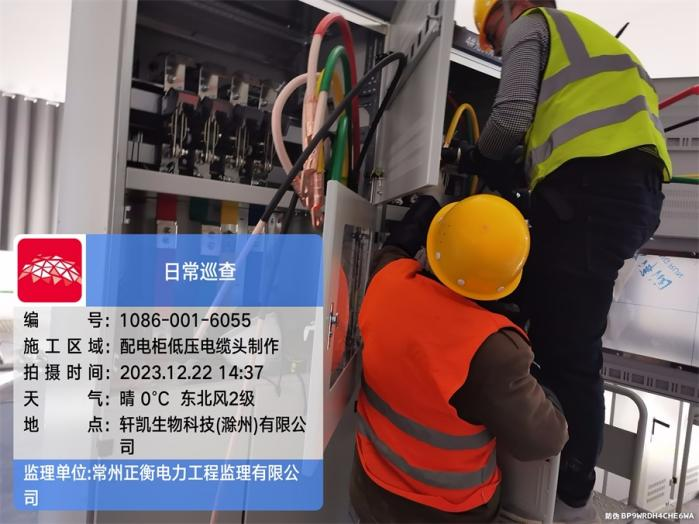 日常巡查
编 号: 1086-001-6055
施工区域: 配电柜低压电缆头制作
拍摄时间: 2023.12.22 14:37
天 气: 晴 0℃ 东北风2级
地 点: 轩凯生物科技(滁州)有限公
司
监理单位:常州正衡电力工程监理有限公
司
防伪 BP9WRDH4CHE6WA